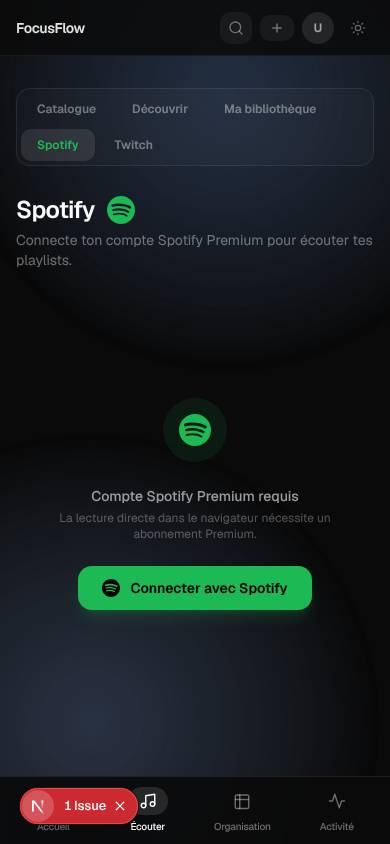 FocusFlow
U
Catalogue Découvrir Ma bibliothèque
Spotify Twitch
Spotify
Connecte ton compte Spotify Premium pour écouter tes
playlists.
Compte Spotify Premium requis
La lecture directe dans le navigateur nécessite un
abonnement Premium.
Connecter avec Spotify
N 1 Issue
Accueil Écouter Organisation Activité